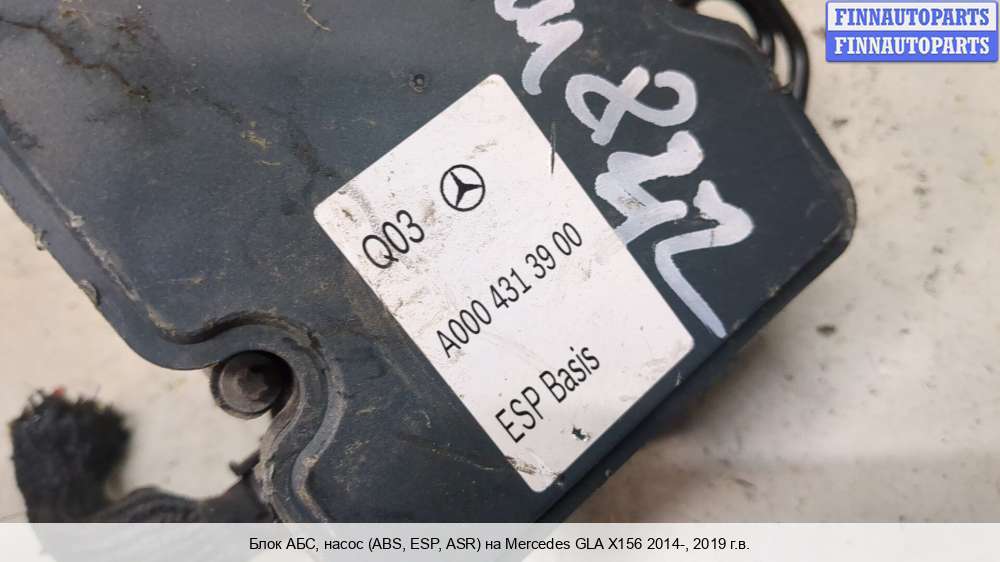 FINNAUTOPARTS
FINNAUTOPARTS
Q03
A000 431 39 00
ESP Basis
Блок АБС, насос (ABS, ESP, ASR) на Mercedes GLA X156 2014-, 2019 г.в.